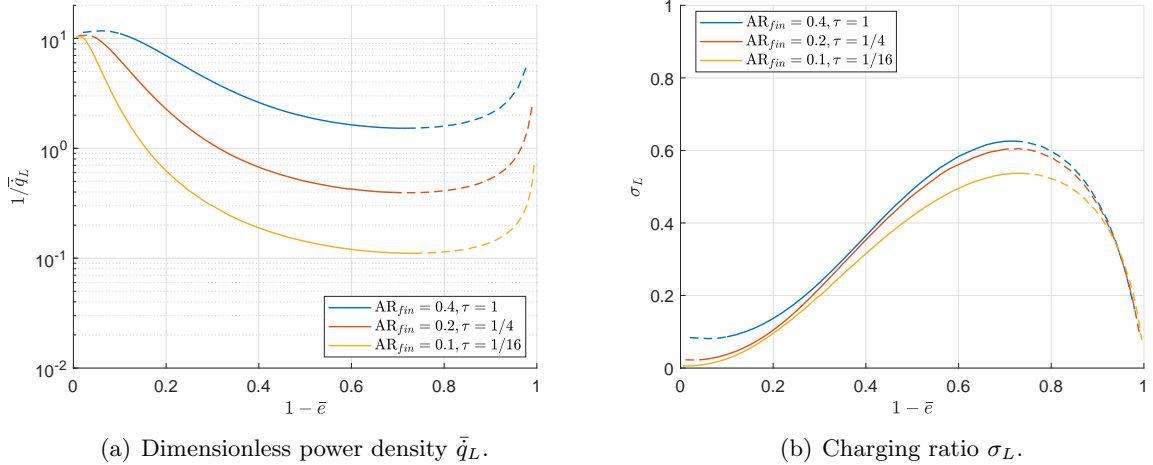 10^1
10^0
10^-1
10^-2
1/q̄̇_L
0 0.2 0.4 0.6 0.8 1
1 − ē
AR_fin = 0.4, τ = 1
AR_fin = 0.2, τ = 1/4
AR_fin = 0.1, τ = 1/16
(a) Dimensionless power density q̄̇_L.
1
0.8
0.6
0.4
0.2
0
σ_L
0 0.2 0.4 0.6 0.8 1
1 − ē
AR_fin = 0.4, τ = 1
AR_fin = 0.2, τ = 1/4
AR_fin = 0.1, τ = 1/16
(b) Charging ratio σ_L.